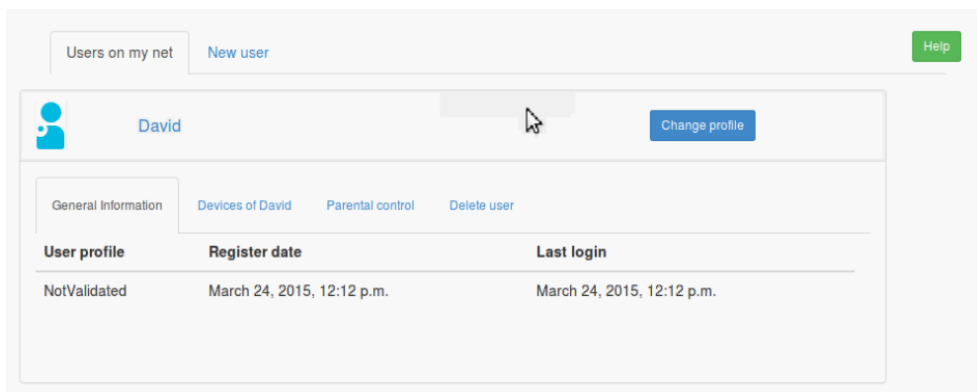 Users on my net New user Help
David Change profile
General Information Devices of David Parental control Delete user
User profile Register date Last login
NotValidated March 24, 2015, 12:12 p.m. March 24, 2015, 12:12 p.m.